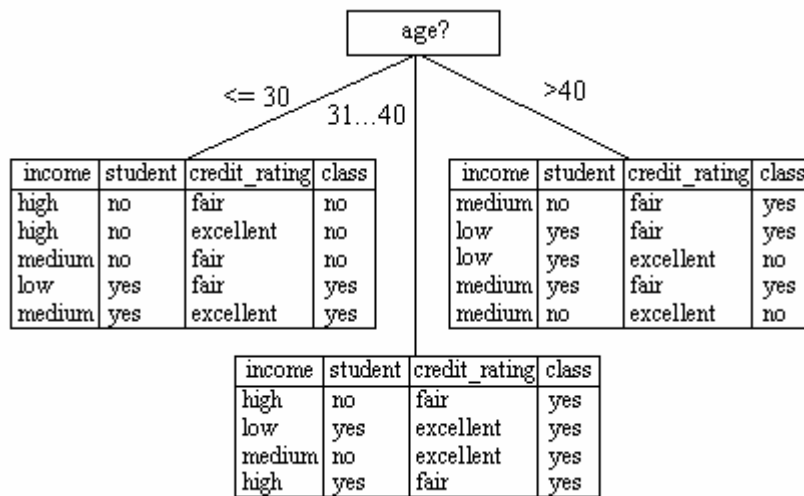 age?
<= 30
31...40
>40
income student credit_rating class
high no fair no
high no excellent no
medium no fair no
low yes fair yes
medium yes excellent yes
income student credit_rating class
medium no fair yes
low yes fair yes
low yes excellent no
medium yes fair yes
medium no excellent no
income student credit_rating class
high no fair yes
low yes excellent yes
medium no excellent yes
high yes fair yes